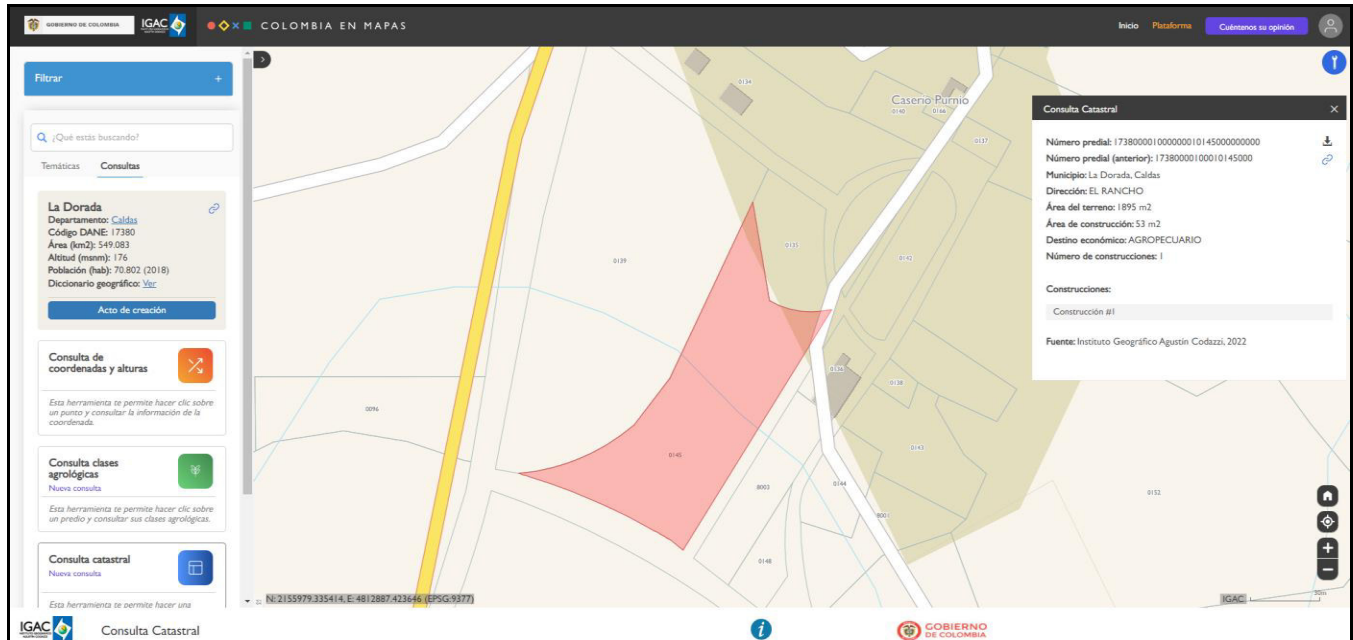 GOBIERNO DE COLOMBIA
IGAC
COLOMBIA EN MAPAS
Inicio
Plataforma
Cuéntanos su opinión
Filtrar
+
¿Qué estás buscando?
Temáticas
Consultas
La Dorada
Departamento: Caldas
Código DANE: 17380
Área (km2): 549.083
Altitud (msnm): 176
Población (hab): 70.802 (2018)
Diccionario geográfico: Ver
Acto de creación
Consulta de
coordenadas y alturas
Esta herramienta te permite hacer clic sobre
un punto y consultar la información de la
coordenada.
Consulta clases
agrológicas
Nueva consulta
Esta herramienta te permite hacer clic sobre
un predio y consultar sus clases agrológicas.
Consulta catastral
Nueva consulta
Esta herramienta te permite hacer una
0134
Caserio Purnio
0140
0166
0137
0135
0139
0142
0136
0138
0096
0143
0145
8003
0144
0152
8001
0148
N: 2155979.335414, E: 4812887.423646 (EPSG:9377)
IGAC
30m
Consulta Catastral
×
Número predial: 173800001000000010145000000000
Número predial (anterior): 17380000100010145000
Municipio: La Dorada, Caldas
Dirección: EL RANCHO
Área del terreno: 1895 m2
Área de construcción: 53 m2
Destino económico: AGROPECUARIO
Número de construcciones: 1
Construcciones:
Construcción #1
Fuente: Instituto Geográfico Agustín Codazzi, 2022
IGAC
Consulta Catastral
i
GOBIERNO
DE COLOMBIA